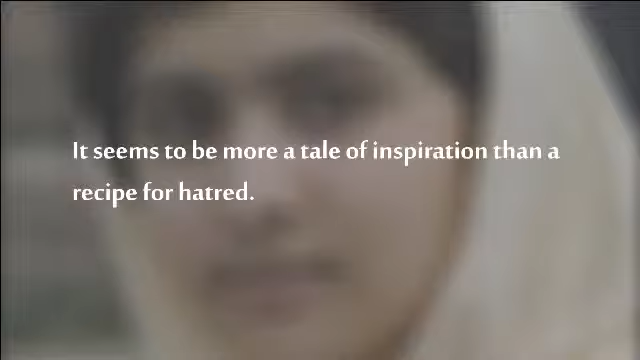 It seems to be more a tale of inspiration than a
recipe for hatred.